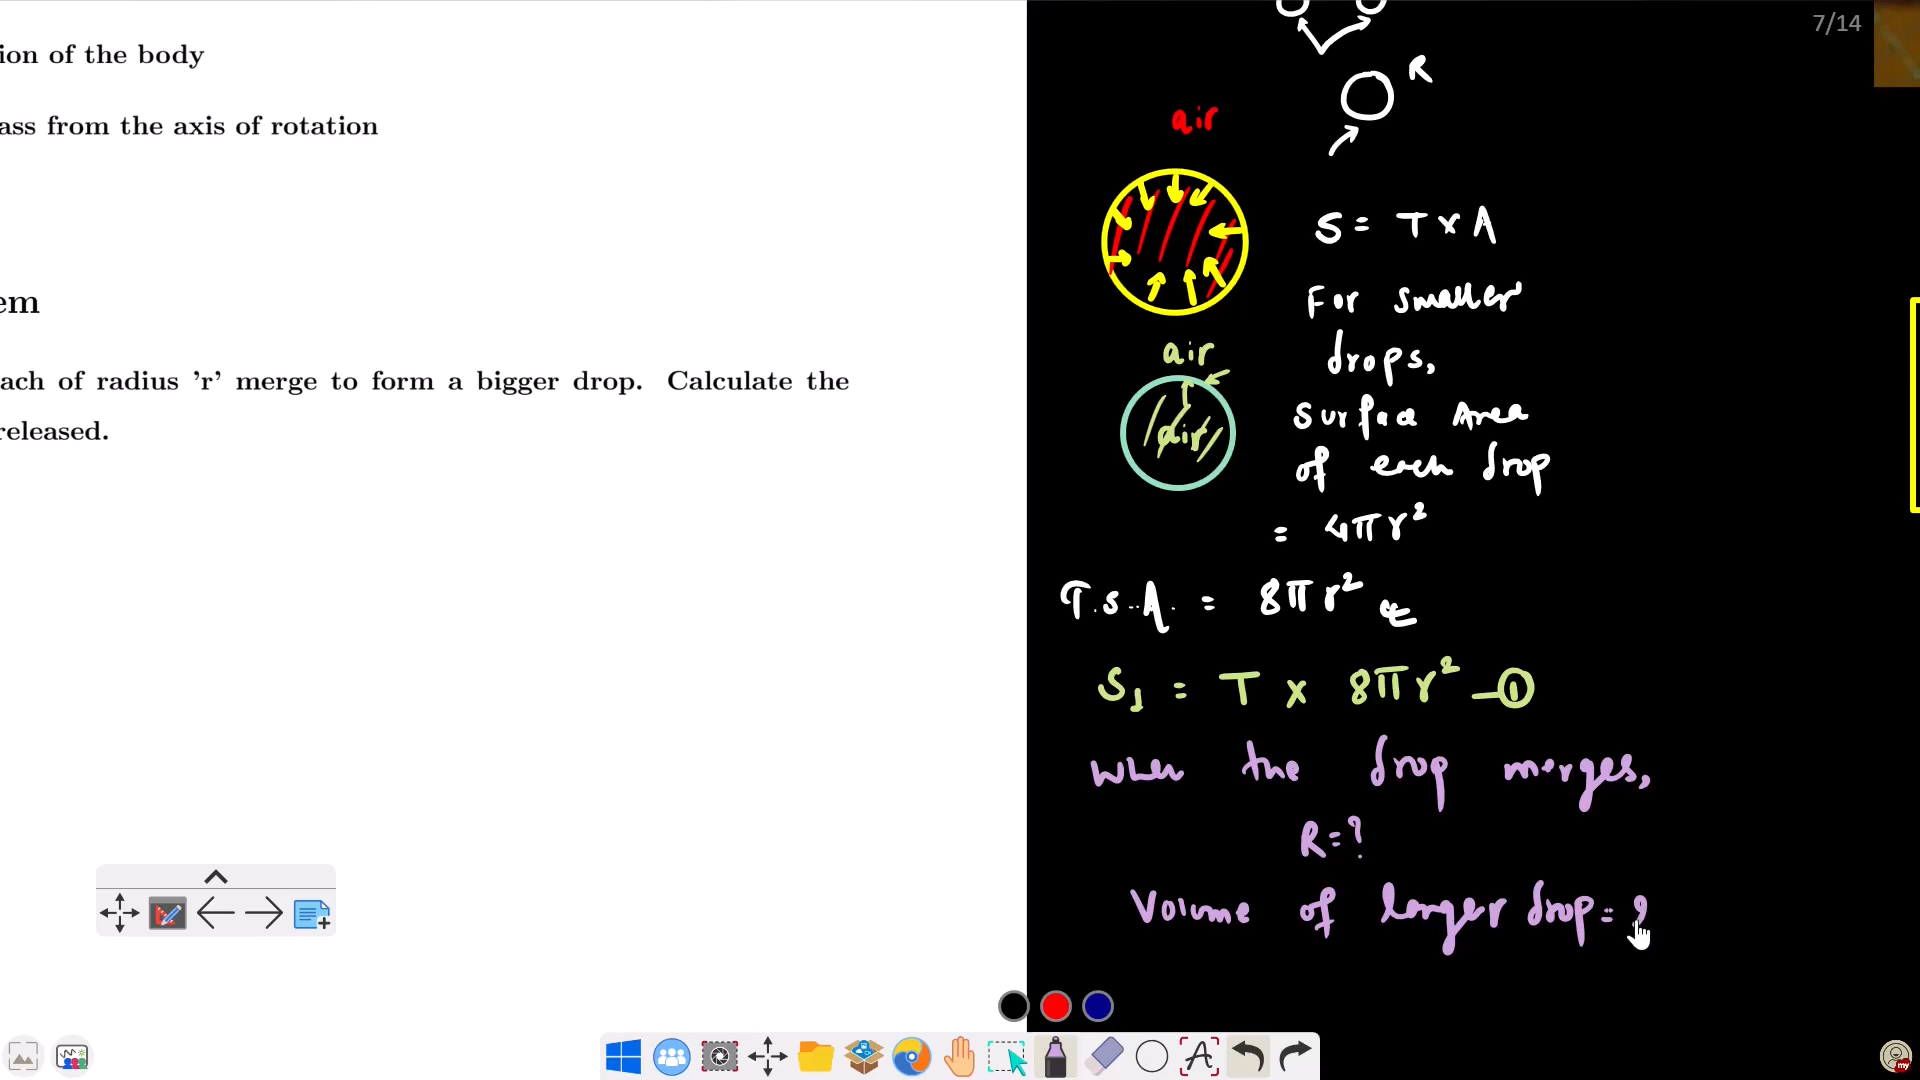 ion of the body
ass from the axis of rotation
em
ach of radius 'r' merge to form a bigger drop. Calculate the
released.
7/14
R
air
S = T × A
For smaller
drops,
air
air
Surface Area
of each drop
= 4πr²
T.S.A. = 8πr²
S₁ = T × 8πr² —①
When the drop merges,
R=?
Volume of larger drop = 2